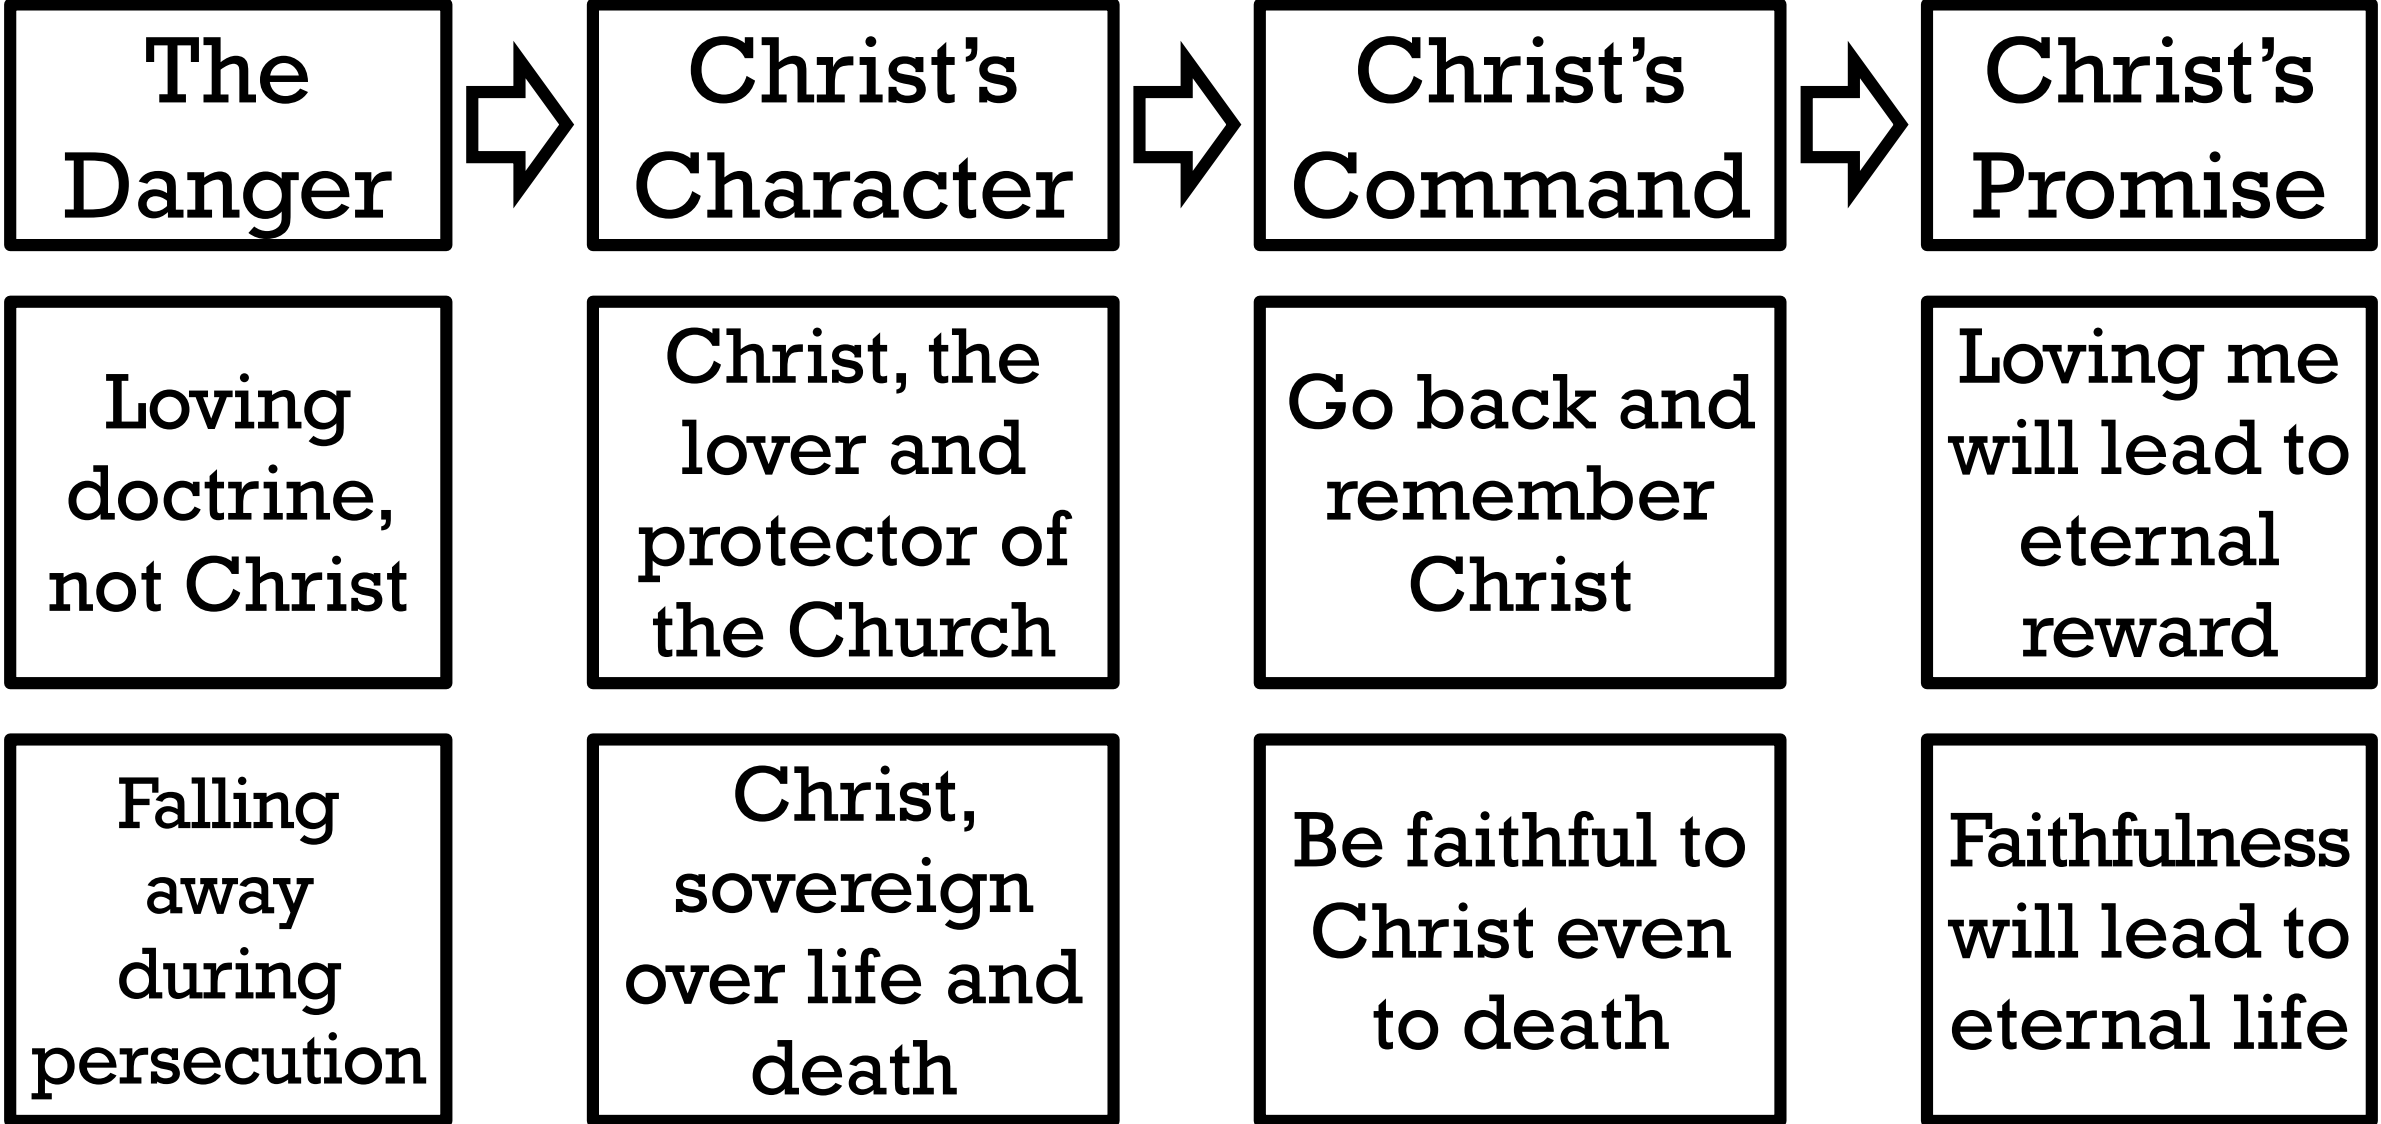 The
Danger
Christ’s
Character
Christ’s
Command
Christ’s
Promise
Loving
doctrine,
not Christ
Christ, the
lover and
protector of
the Church
Go back and
remember
Christ
Loving me
will lead to
eternal
reward
Falling
away
during
persecution
Christ,
sovereign
over life and
death
Be faithful to
Christ even
to death
Faithfulness
will lead to
eternal life